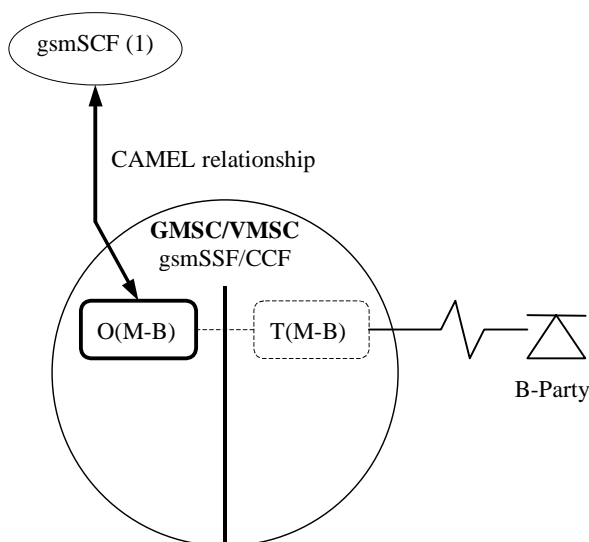 gsmSCF (1)
CAMEL relationship
GMSC/VMSC
gsmSSF/CCF
O(M-B)
T(M-B)
B-Party